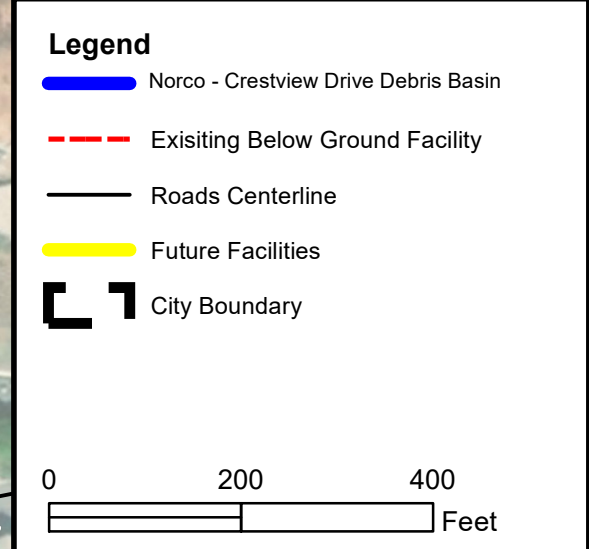 Legend
Norco - Crestview Drive Debris Basin
Exisiting Below Ground Facility
Roads Centerline
Future Facilities
City Boundary
0 200 400
Feet